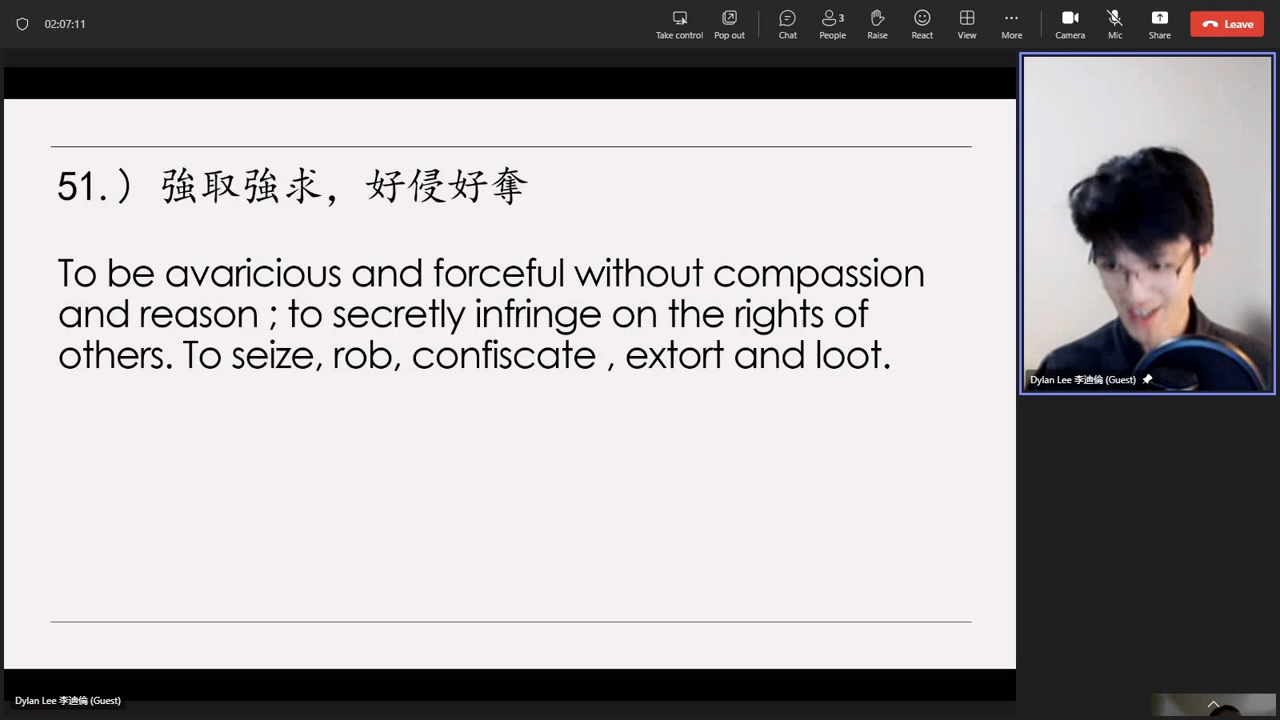 02:07:11
Take control
Pop out
Chat
3
People
Raise
React
View
More
Camera
Mic
Share
Leave
51.）強取強求，好侵好奪
To be avaricious and forceful without compassion
and reason ; to secretly infringe on the rights of
others. To seize, rob, confiscate , extort and loot.
Dylan Lee 李迪倫 (Guest)
Dylan Lee 李迪倫 (Guest)